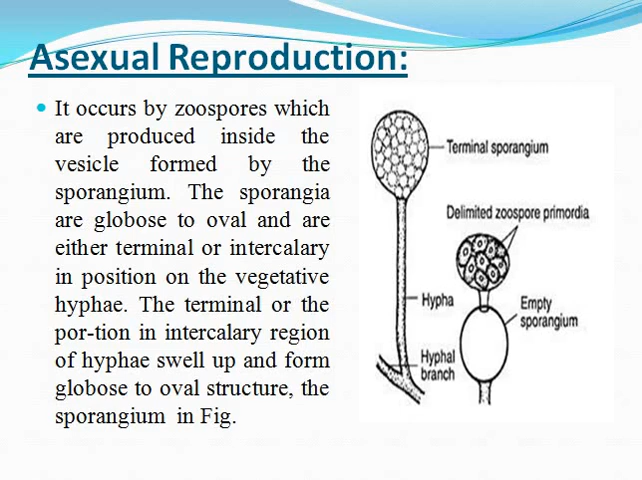 Asexual Reproduction:
• It occurs by zoospores which
are produced inside the
vesicle formed by the
sporangium. The sporangia
are globose to oval and are
either terminal or intercalary
in position on the vegetative
hyphae. The terminal or the
por-tion in intercalary region
of hyphae swell up and form
globose to oval structure, the
sporangium in Fig.
Terminal sporangium
Delimited zoospore primordia
Hypha
Empty
sporangium
Hyphal
branch